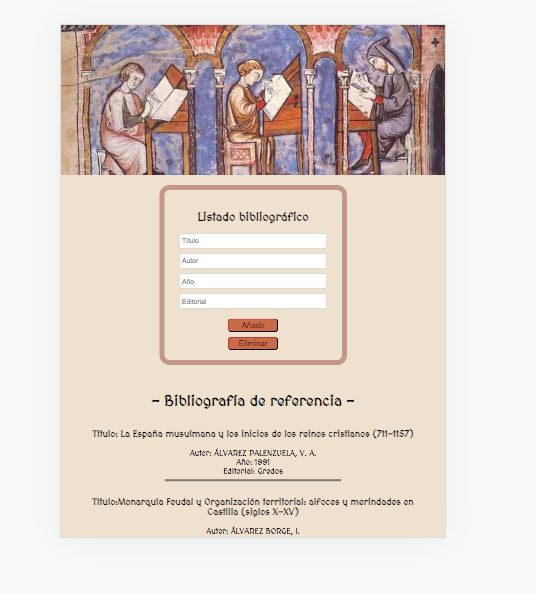 Listado bibliográfico
Título
Autor
Año
Editorial
Añadir
Eliminar
- Bibliografía de referencia -
Título: La España musulmana y los inicios de los reinos cristianos (711-1157)
Autor: ÁLVAREZ PALENZUELA, V. A.
Año: 1991
Editorial: Gredos
Título:Monarquía Feudal y Organización territorial: alfoces y merindades en
Castilla (siglos X-XV)
Autor: ÁLVAREZ BORGE, I.